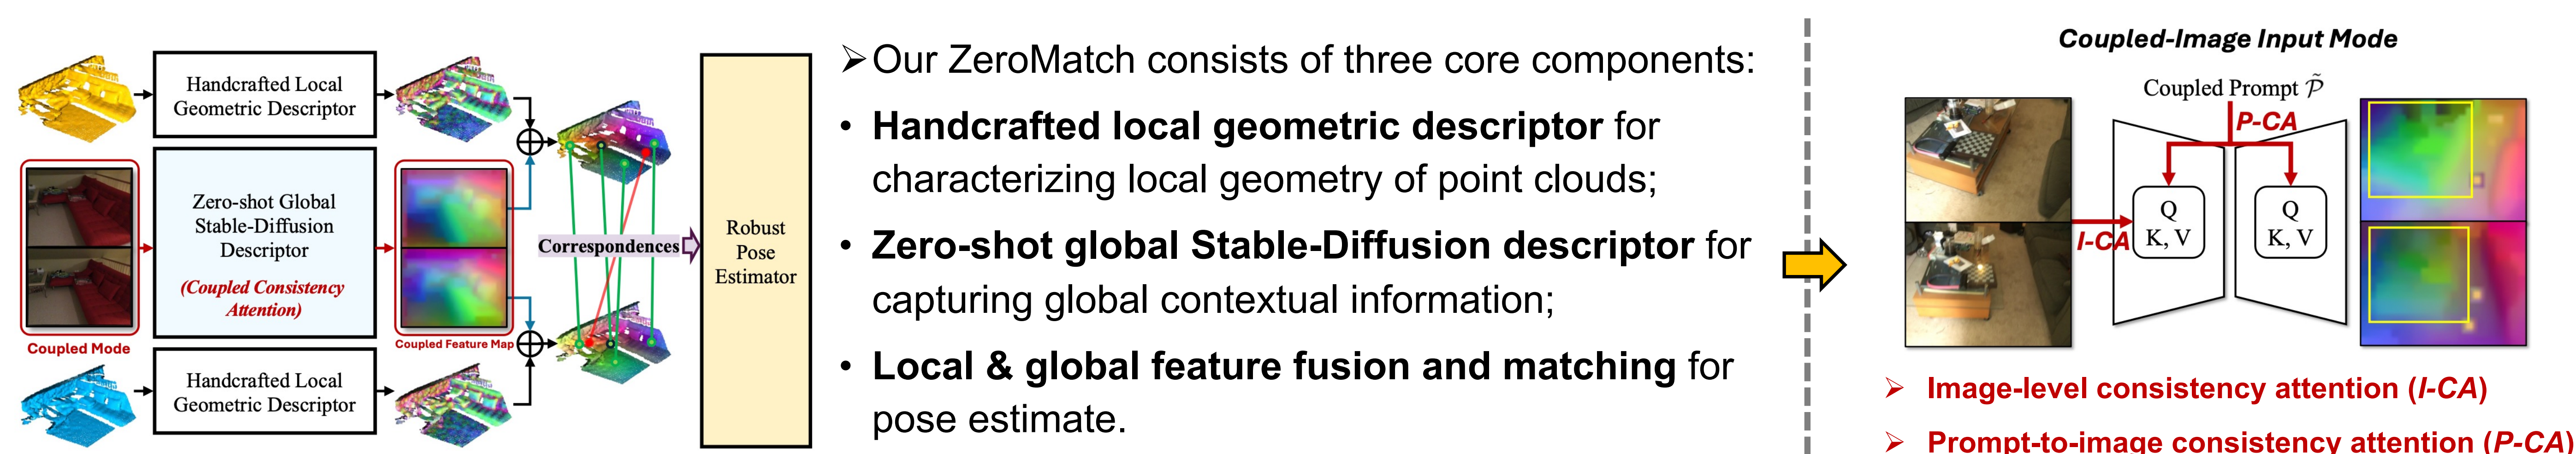 Handcrafted Local
Geometric Descriptor
Zero-shot Global
Stable-Diffusion
Descriptor
(Coupled Consistency
Attention)
Coupled Mode
Coupled Feature Map
Handcrafted Local
Geometric Descriptor
Correspondences
Robust
Pose
Estimator
➢Our ZeroMatch consists of three core components:
• Handcrafted local geometric descriptor for
characterizing local geometry of point clouds;
• Zero-shot global Stable-Diffusion descriptor for
capturing global contextual information;
• Local & global feature fusion and matching for
pose estimate.
Coupled-Image Input Mode
Coupled Prompt 𝒫̃
P-CA
I-CA
Q
K, V
Q
K, V
➢ Image-level consistency attention (I-CA)
➢ Prompt-to-image consistency attention (P-CA)